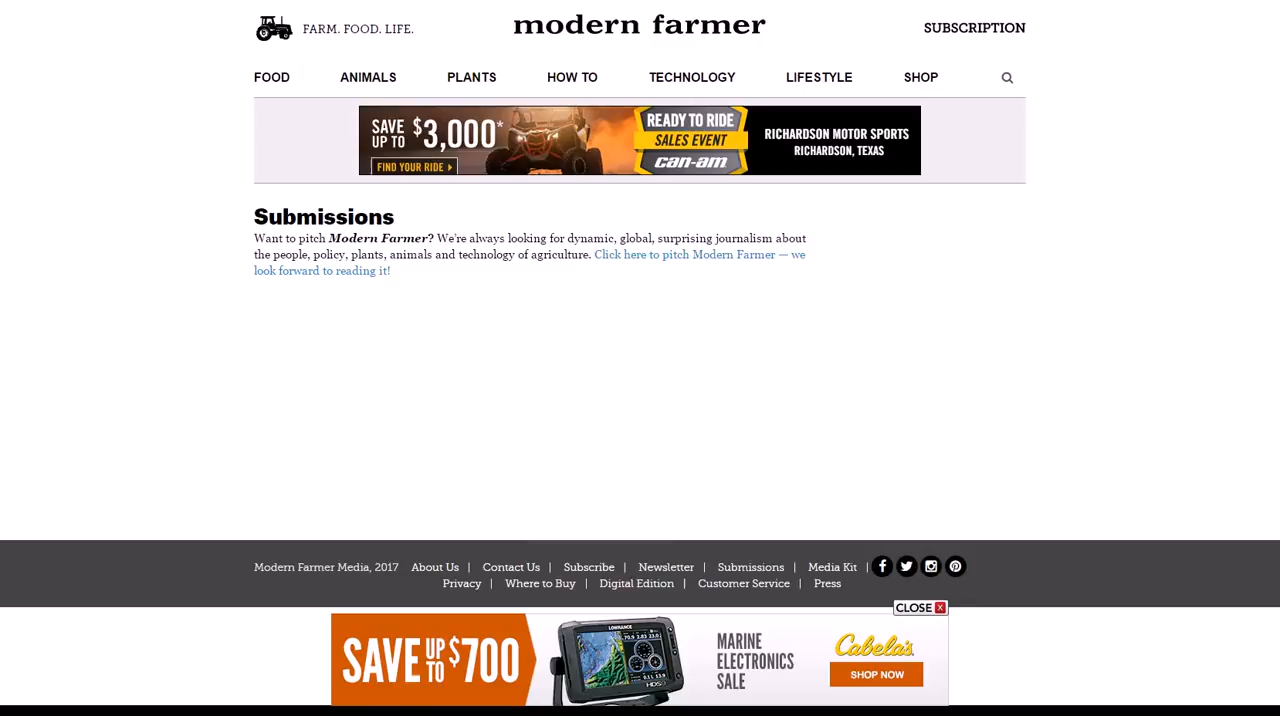 FARM. FOOD. LIFE.
modern farmer
SUBSCRIPTION
FOOD ANIMALS PLANTS HOW TO TECHNOLOGY LIFESTYLE SHOP
SAVE UP TO $3,000*
FIND YOUR RIDE
READY TO RIDE
SALES EVENT
can-am
RICHARDSON MOTOR SPORTS
RICHARDSON, TEXAS
Submissions
Want to pitch Modern Farmer? We're always looking for dynamic, global, surprising journalism about
the people, policy, plants, animals and technology of agriculture. Click here to pitch Modern Farmer — we
look forward to reading it!
Modern Farmer Media, 2017 About Us | Contact Us | Subscribe | Newsletter | Submissions | Media Kit |
Privacy | Where to Buy | Digital Edition | Customer Service | Press
CLOSE X
SAVE UP TO $700
LOWRANCE
HDS
MARINE
ELECTRONICS
SALE
Cabela's
SHOP NOW